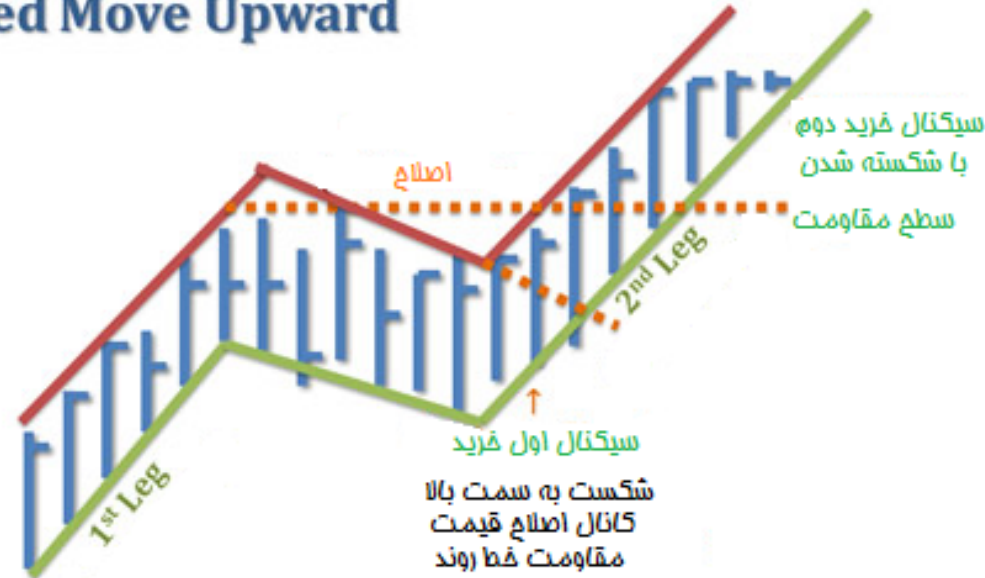 ed Move Upward
اصلاح
سیگنال خرید دوم
با شکسته شدن
سطح مقاومت
2nd Leg
1st Leg
سیگنال اول خرید
شکست به سمت بالا
کانال اصلاح قیمت
مقاومت خط روند